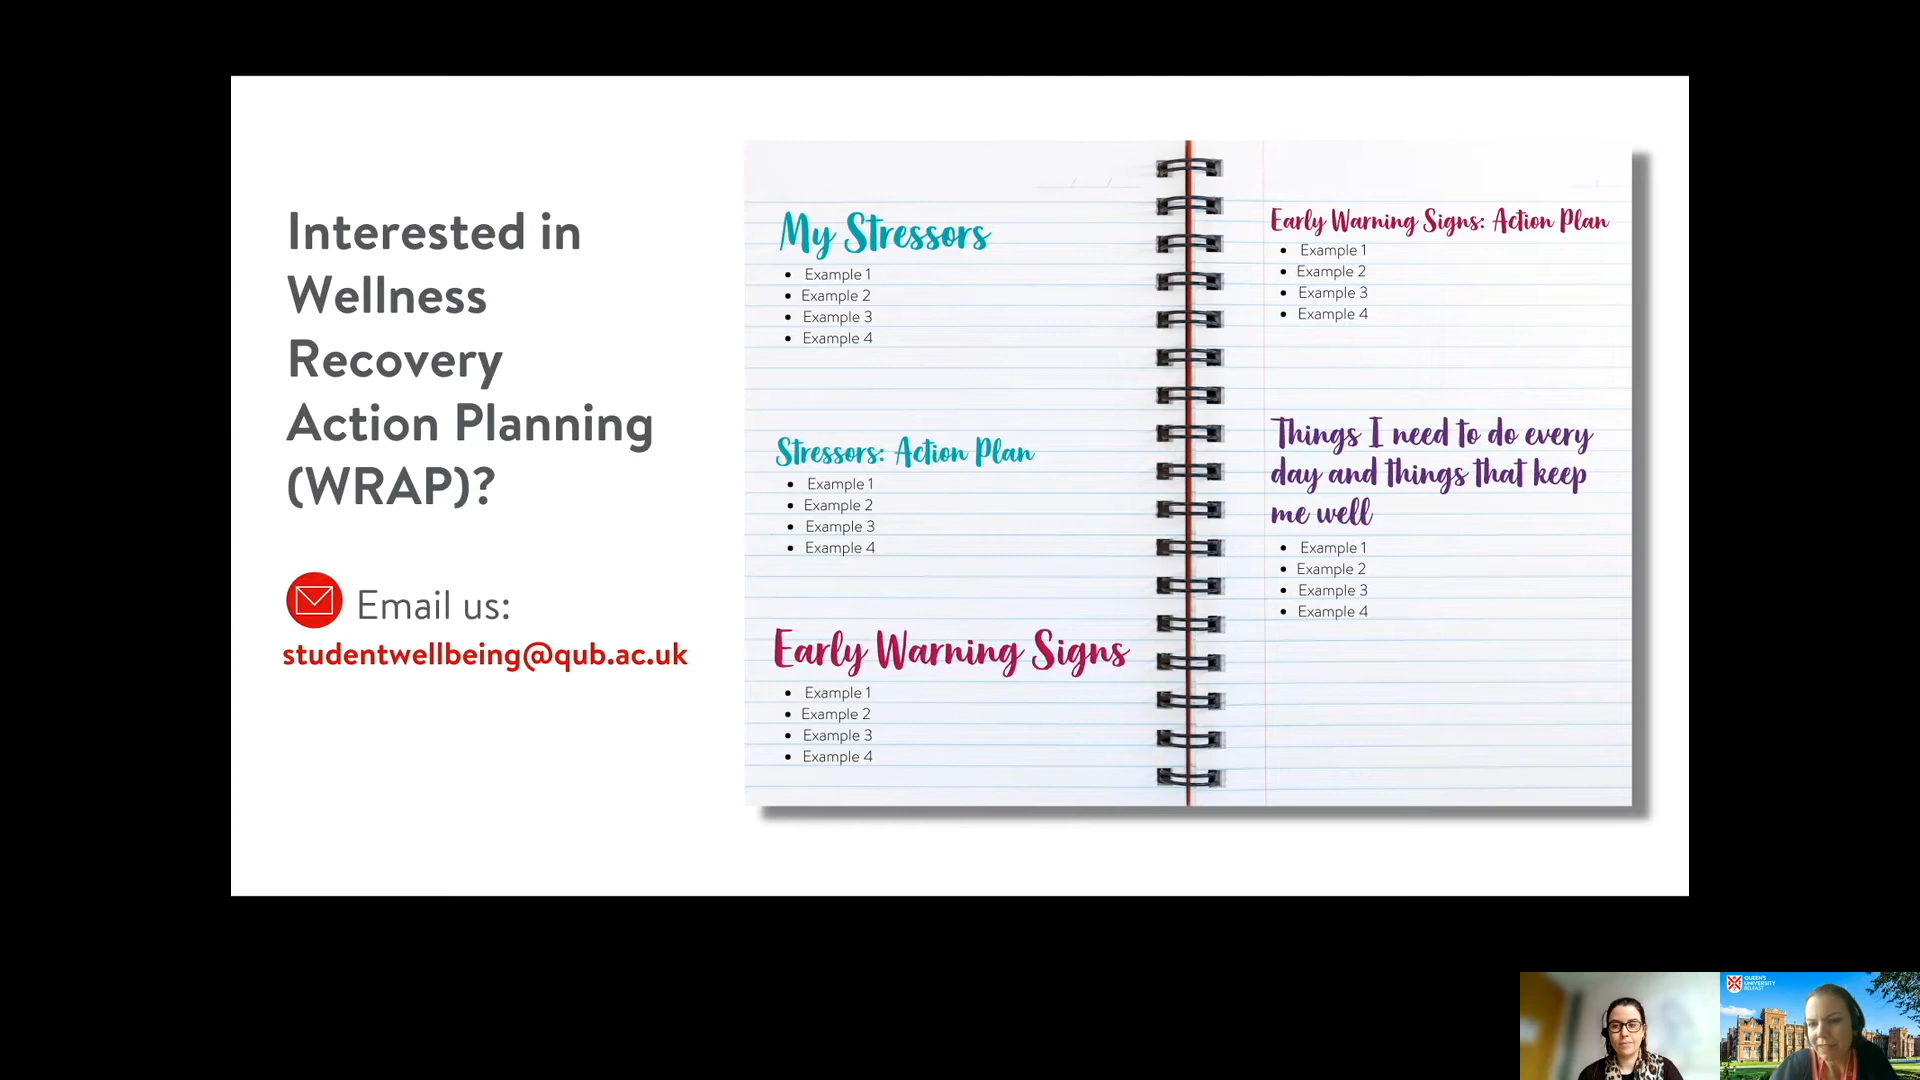 Interested in
Wellness
Recovery
Action Planning
(WRAP)?
Email us:
studentwellbeing@qub.ac.uk
My Stressors
• Example 1
• Example 2
• Example 3
• Example 4
Stressors: Action Plan
• Example 1
• Example 2
• Example 3
• Example 4
Early Warning Signs
• Example 1
• Example 2
• Example 3
• Example 4
Early Warning Signs: Action Plan
• Example 1
• Example 2
• Example 3
• Example 4
Things I need to do every
day and things that keep
me well
• Example 1
• Example 2
• Example 3
• Example 4
QUEEN'S
UNIVERSITY
BELFAST